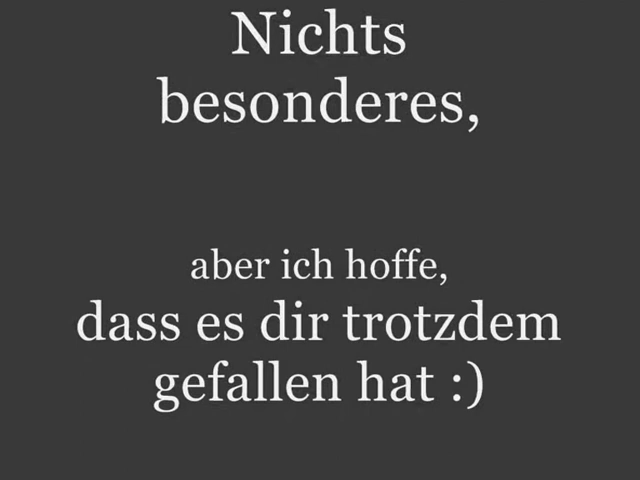 Nichts
besonderes,
aber ich hoffe,
dass es dir trotzdem
gefallen hat :)